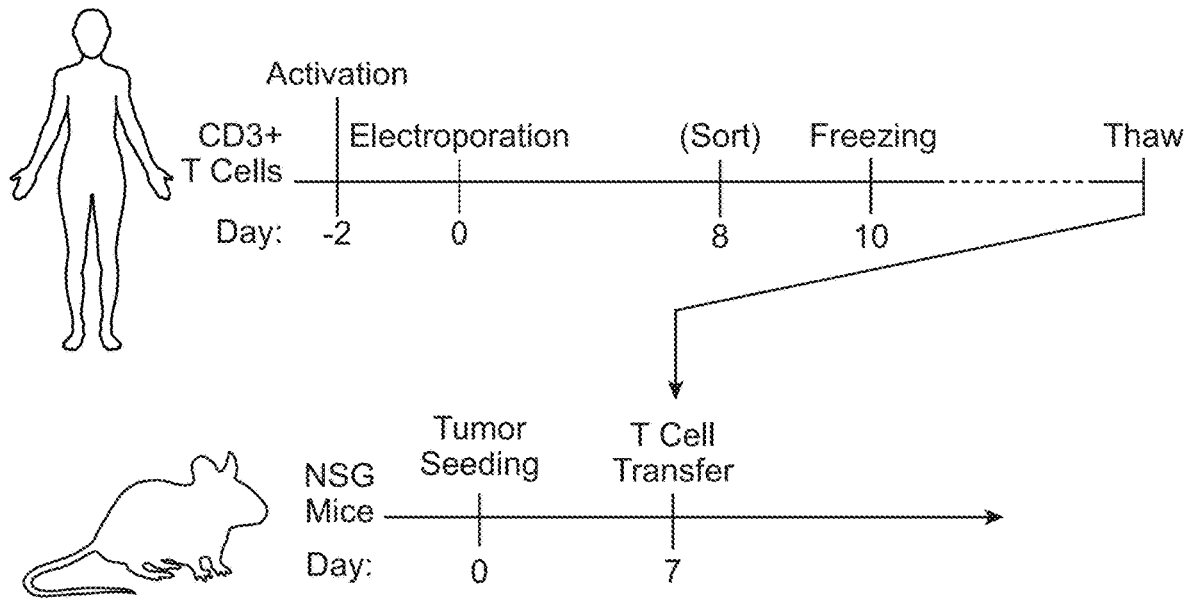 Activation
CD3+ Electroporation (Sort) Freezing Thaw
T Cells
Day: -2 0 8 10
Tumor T Cell
Seeding Transfer
NSG
Mice
Day: 0 7